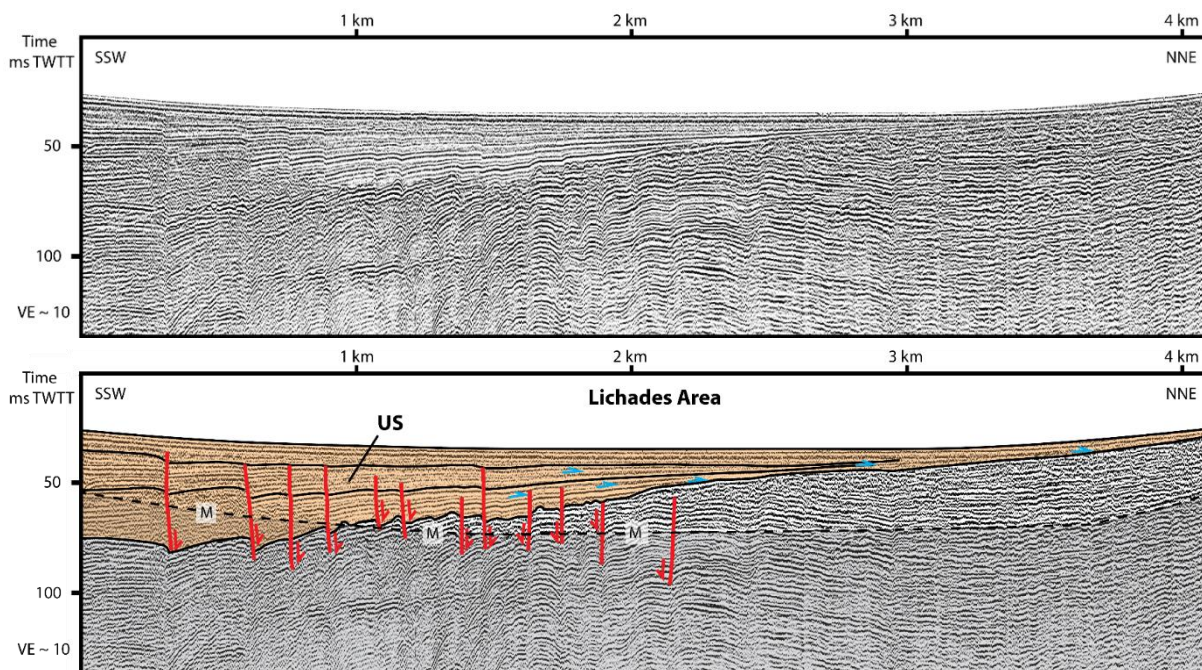 1 km 2 km 3 km 4 km
Time
ms TWTT
SSW NNE
50
100
VE ~ 10
1 km 2 km 3 km 4 km
Time
ms TWTT
SSW Lichades Area NNE
US
50
M
M M
100
VE ~ 10